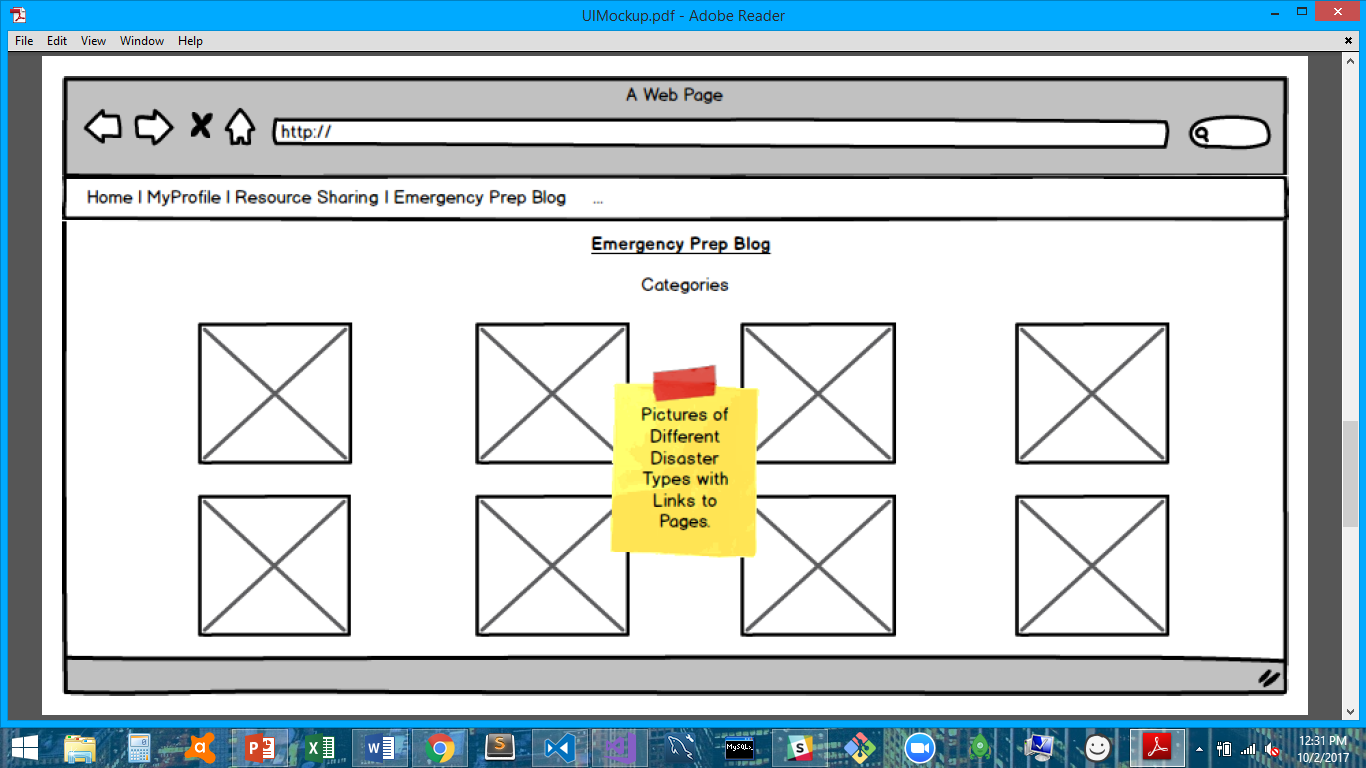 UIMockup.pdf - Adobe Reader
File Edit View Window Help
A Web Page
http://
Home | MyProfile | Resource Sharing | Emergency Prep Blog ...
Emergency Prep Blog
Categories
Pictures of
Different
Disaster
Types with
Links to
Pages.
MySQL
12:31 PM
10/2/2017